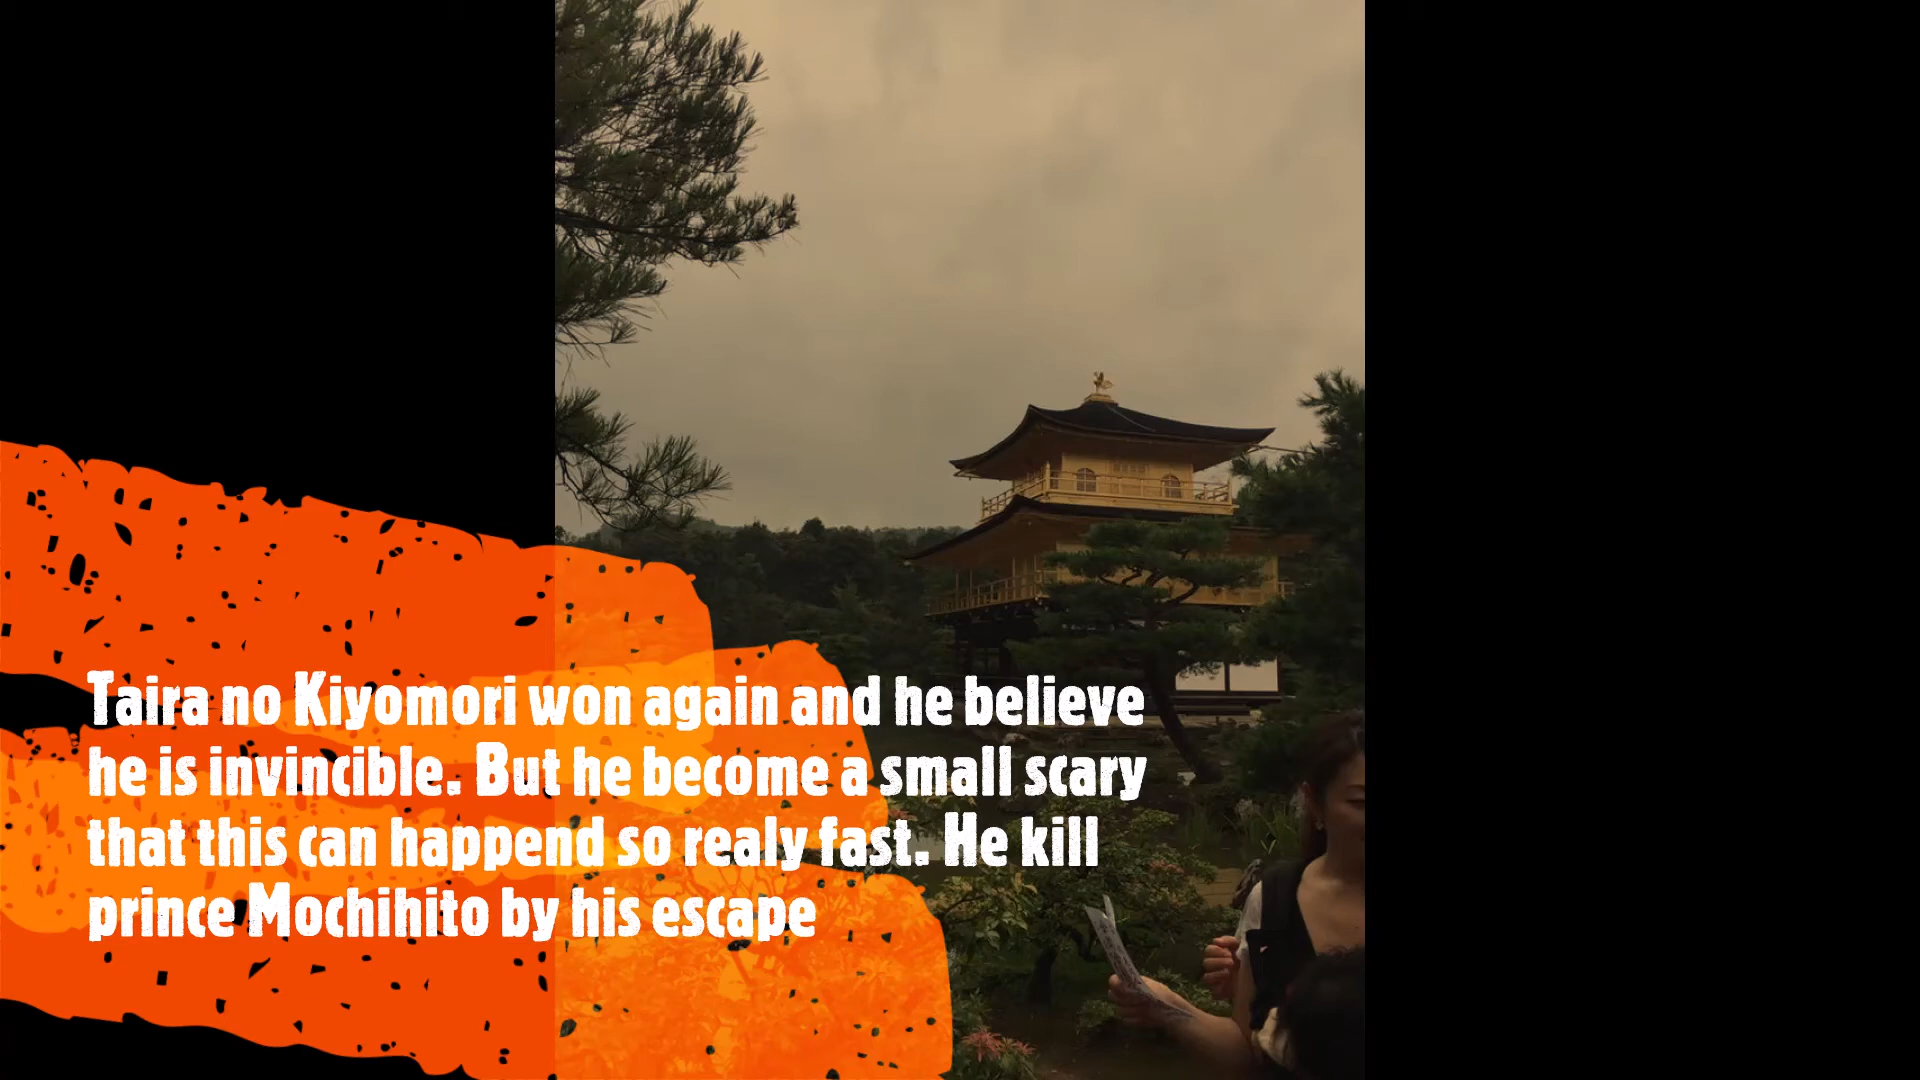 Taira no Kiyomori won again and he believe
he is invincible. But he become a small scary
that this can happend so realy fast. He kill
prince Mochihito by his escape